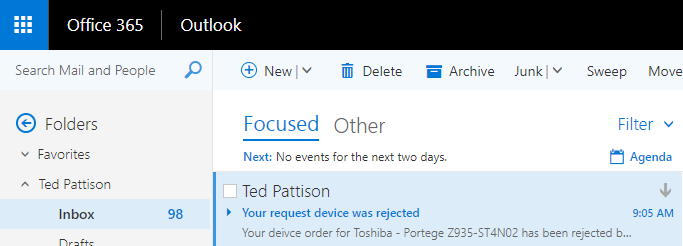 Office 365 Outlook
Search Mail and People New Delete Archive Junk Sweep Move
Folders
Favorites
Ted Pattison
Inbox 98
Drafts
Focused Other Filter
Next: No events for the next two days. Agenda
Ted Pattison
Your request device was rejected 9:05 AM
Your deivce order for Toshiba - Portege Z935-ST4N02 has been rejected b...